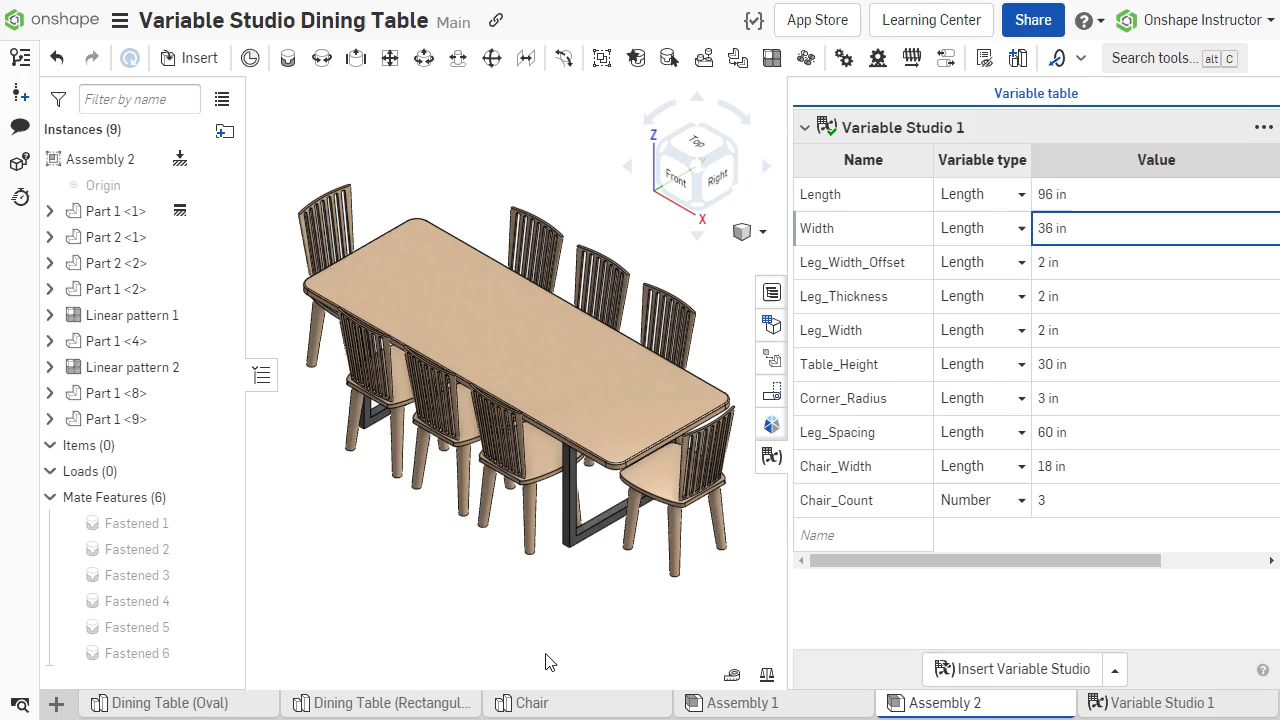 onshape Variable Studio Dining Table Main App Store Learning Center Share Onshape Instructor
Insert Search tools... alt C
Filter by name
Instances (9)
Assembly 2
Origin
Part 1 <1>
Part 2 <1>
Part 2 <2>
Part 1 <2>
Linear pattern 1
Part 1 <4>
Linear pattern 2
Part 1 <8>
Part 1 <9>
Items (0)
Loads (0)
Mate Features (6)
Fastened 1
Fastened 2
Fastened 3
Fastened 4
Fastened 5
Fastened 6
Z
Top
Y
Front Right
X
Variable table
Variable Studio 1
Name Variable type Value
Length Length 96 in
Width Length 36 in
Leg_Width_Offset Length 2 in
Leg_Thickness Length 2 in
Leg_Width Length 2 in
Table_Height Length 30 in
Corner_Radius Length 3 in
Leg_Spacing Length 60 in
Chair_Width Length 18 in
Chair_Count Number 3
Name
Insert Variable Studio
Dining Table (Oval) Dining Table (Rectangul... Chair Assembly 1 Assembly 2 Variable Studio 1